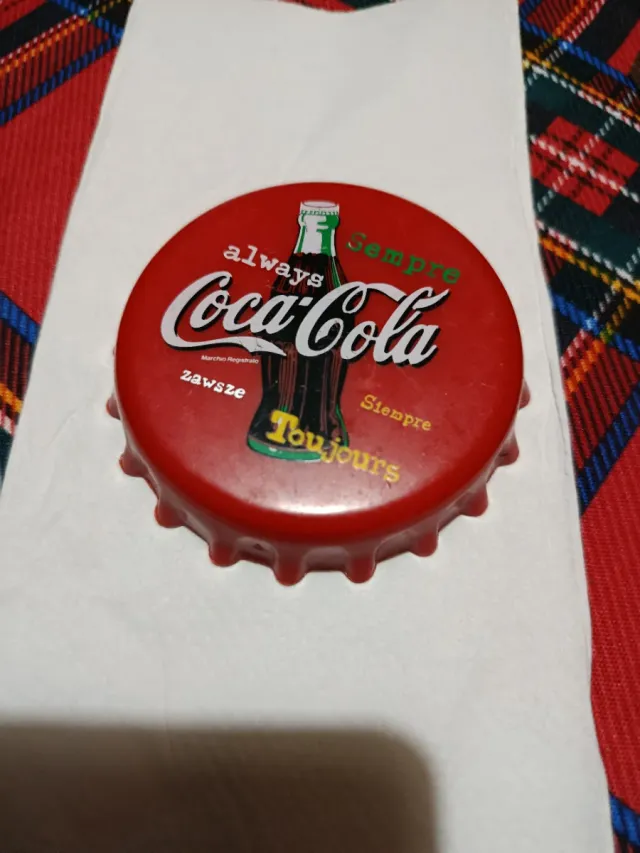 Sempre
always
Coca-Cola
Marchio Registrato
zawsze
Siempre
Toujours